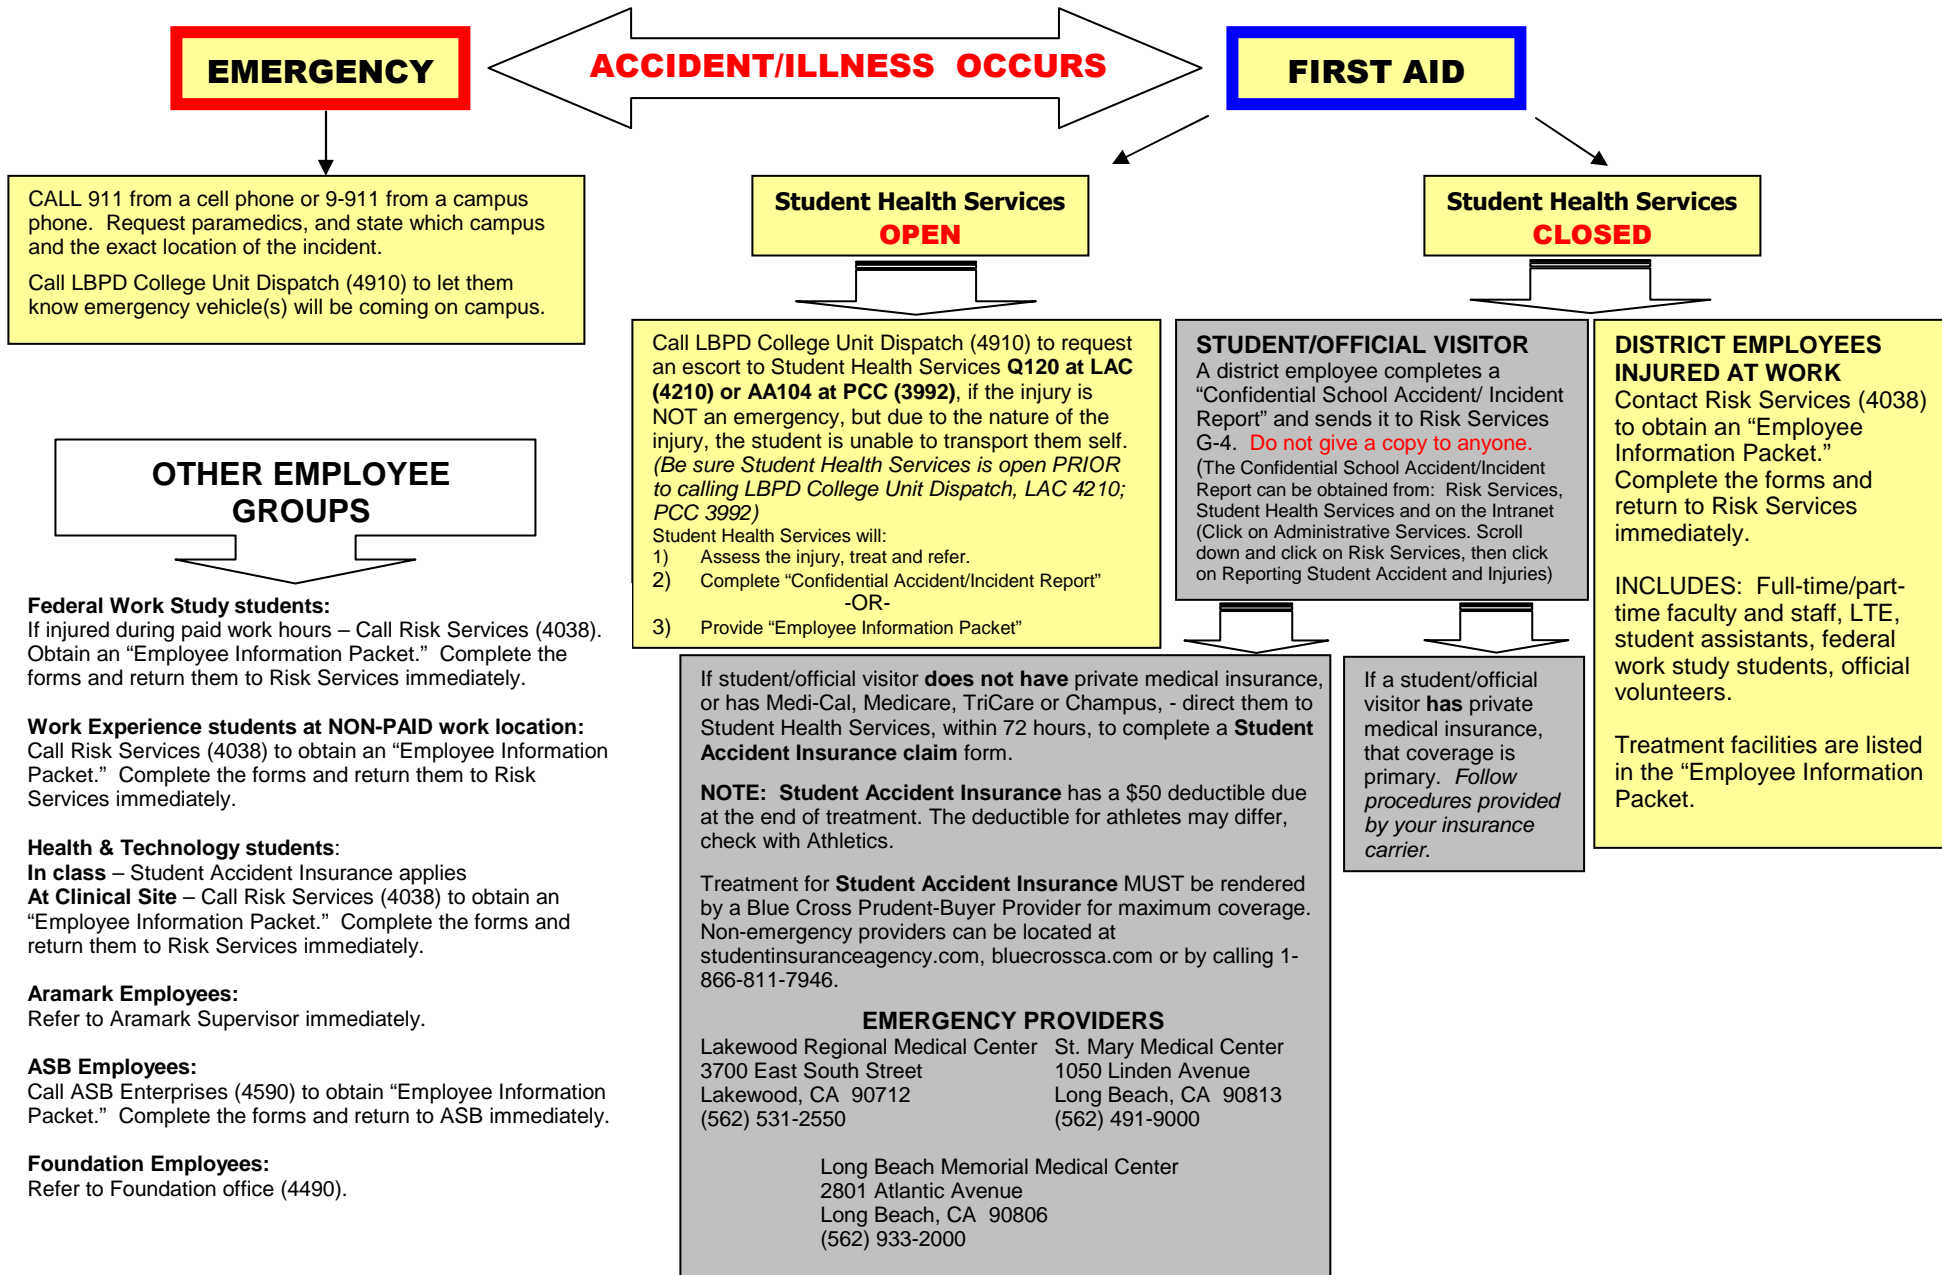 EMERGENCY
ACCIDENT/ILLNESS OCCURS
FIRST AID
CALL 911 from a cell phone or 9-911 from a campus
phone. Request paramedics, and state which campus
and the exact location of the incident.
Call LBPD College Unit Dispatch (4910) to let them
know emergency vehicle(s) will be coming on campus.
Student Health Services
OPEN
Student Health Services
CLOSED
Call LBPD College Unit Dispatch (4910) to request
an escort to Student Health Services Q120 at LAC
(4210) or AA104 at PCC (3992), if the injury is
NOT an emergency, but due to the nature of the
injury, the student is unable to transport them self.
(Be sure Student Health Services is open PRIOR
to calling LBPD College Unit Dispatch, LAC 4210;
PCC 3992)
Student Health Services will:
1) Assess the injury, treat and refer.
2) Complete “Confidential Accident/Incident Report”
-OR-
3) Provide “Employee Information Packet”
STUDENT/OFFICIAL VISITOR
A district employee completes a
“Confidential School Accident/ Incident
Report” and sends it to Risk Services
G-4. Do not give a copy to anyone.
(The Confidential School Accident/Incident
Report can be obtained from: Risk Services,
Student Health Services and on the Intranet
(Click on Administrative Services. Scroll
down and click on Risk Services, then click
on Reporting Student Accident and Injuries)
DISTRICT EMPLOYEES
INJURED AT WORK
Contact Risk Services (4038)
to obtain an “Employee
Information Packet.”
Complete the forms and
return to Risk Services
immediately.
INCLUDES: Full-time/part-
time faculty and staff, LTE,
student assistants, federal
work study students, official
volunteers.
Treatment facilities are listed
in the “Employee Information
Packet.
OTHER EMPLOYEE
GROUPS
Federal Work Study students:
If injured during paid work hours – Call Risk Services (4038).
Obtain an “Employee Information Packet.” Complete the
forms and return them to Risk Services immediately.
Work Experience students at NON-PAID work location:
Call Risk Services (4038) to obtain an “Employee Information
Packet.” Complete the forms and return them to Risk
Services immediately.
Health & Technology students:
In class – Student Accident Insurance applies
At Clinical Site – Call Risk Services (4038) to obtain an
“Employee Information Packet.” Complete the forms and
return them to Risk Services immediately.
Aramark Employees:
Refer to Aramark Supervisor immediately.
ASB Employees:
Call ASB Enterprises (4590) to obtain “Employee Information
Packet.” Complete the forms and return to ASB immediately.
Foundation Employees:
Refer to Foundation office (4490).
If student/official visitor does not have private medical insurance,
or has Medi-Cal, Medicare, TriCare or Champus, - direct them to
Student Health Services, within 72 hours, to complete a Student
Accident Insurance claim form.
NOTE: Student Accident Insurance has a $50 deductible due
at the end of treatment. The deductible for athletes may differ,
check with Athletics.
Treatment for Student Accident Insurance MUST be rendered
by a Blue Cross Prudent-Buyer Provider for maximum coverage.
Non-emergency providers can be located at
studentinsuranceagency.com, bluecrossca.com or by calling 1-
866-811-7946.
EMERGENCY PROVIDERS
Lakewood Regional Medical Center
3700 East South Street
Lakewood, CA 90712
(562) 531-2550
St. Mary Medical Center
1050 Linden Avenue
Long Beach, CA 90813
(562) 491-9000
Long Beach Memorial Medical Center
2801 Atlantic Avenue
Long Beach, CA 90806
(562) 933-2000
If a student/official
visitor has private
medical insurance,
that coverage is
primary. Follow
procedures provided
by your insurance
carrier.